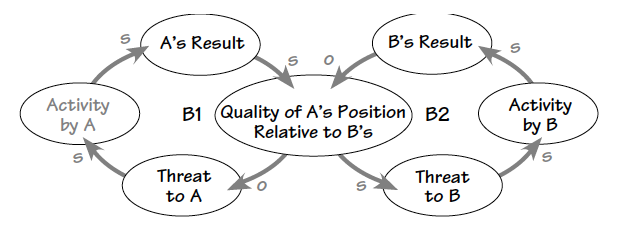 S
A's Result
S
O
B's Result
S
Activity
by A
B1
Quality of A's Position
Relative to B's
B2
Activity
by B
S
Threat
to A
O
S
Threat
to B
S